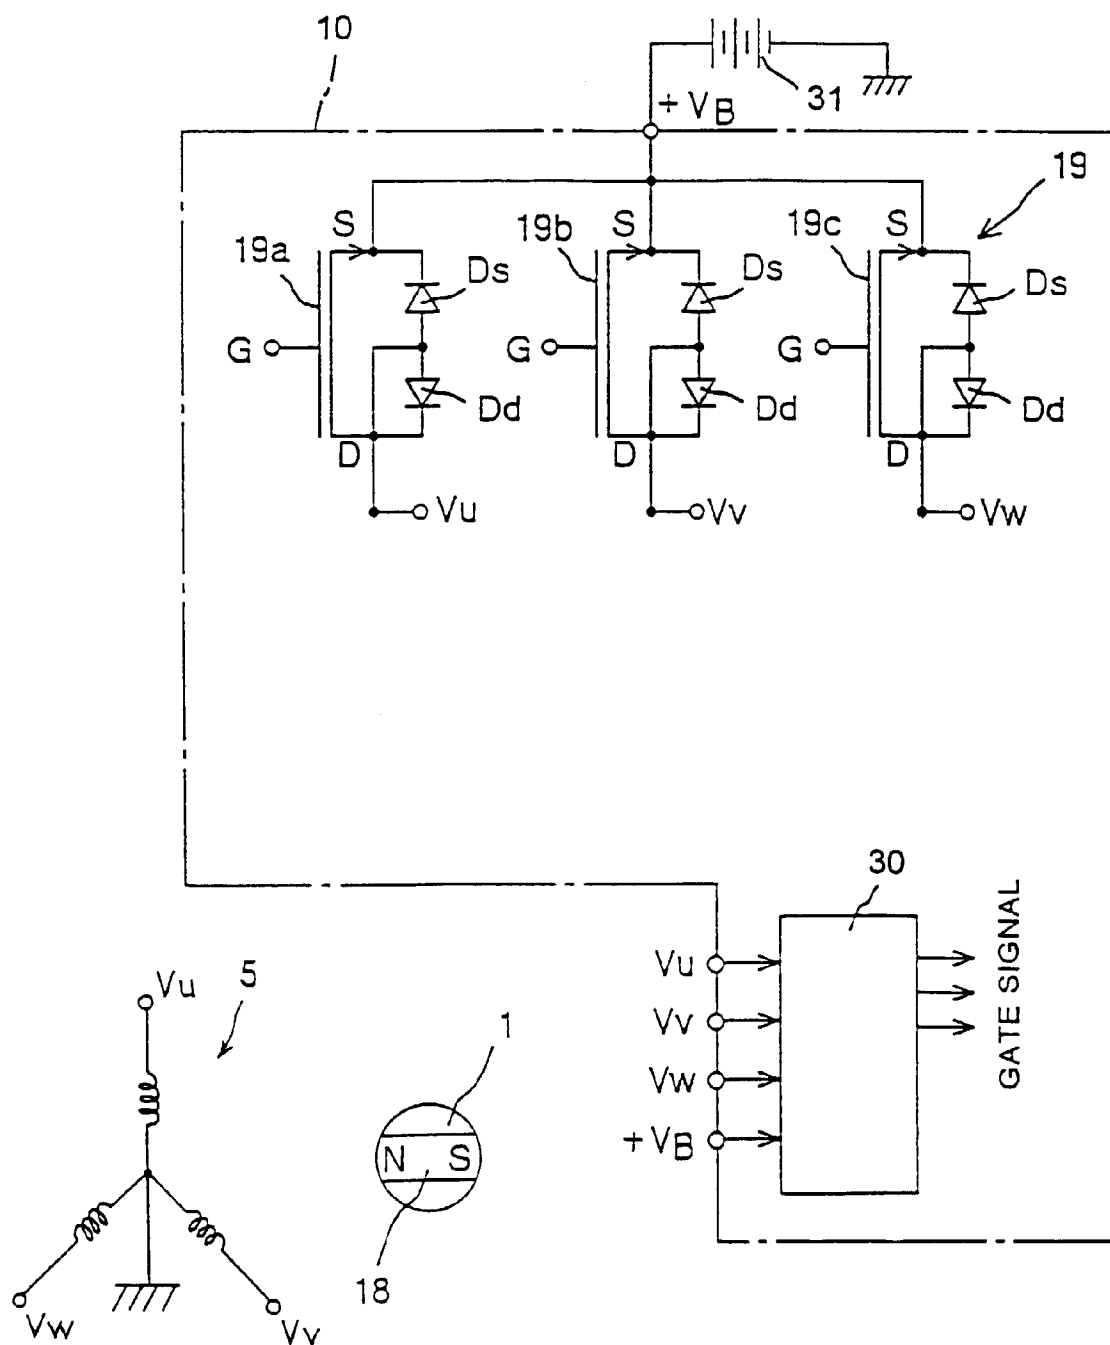 10
31
+VB
19
S
S
S
19a
19b
19c
Ds
Ds
Ds
G
G
G
Dd
Dd
Dd
D
D
D
Vu
Vv
Vw
30
Vu
Vv
Vw
+VB
GATE SIGNAL
Vu
5
1
N S
18
Vw
Vv